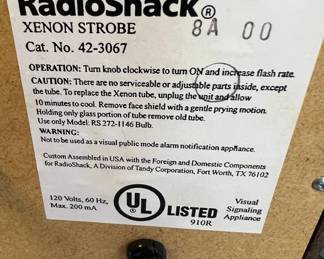 RadioShack®
XENON STROBE 8A 00
Cat. No. 42-3067
OPERATION: Turn knob clockwise to turn ON and increase flash rate.
CAUTION: There are no serviceable or adjustable parts inside, except
the tube. To replace the Xenon tube, unplug the unit and allow
10 minutes to cool. Remove face shield with a gentle prying motion.
Holding only glass portion of tube remove old tube.
Use only Model: RS 272-1146 Bulb.
WARNING:
Not to be used as a visual public mode alarm notification appliance.
Custom Assembled in USA with the Foreign and Domestic Components
for RadioShack, A Division of Tandy Corporation, Fort Worth, TX 76102
120 Volts, 60 Hz,
Max. 200 mA
UL ® LISTED
910R
Visual
Signaling
Appliance